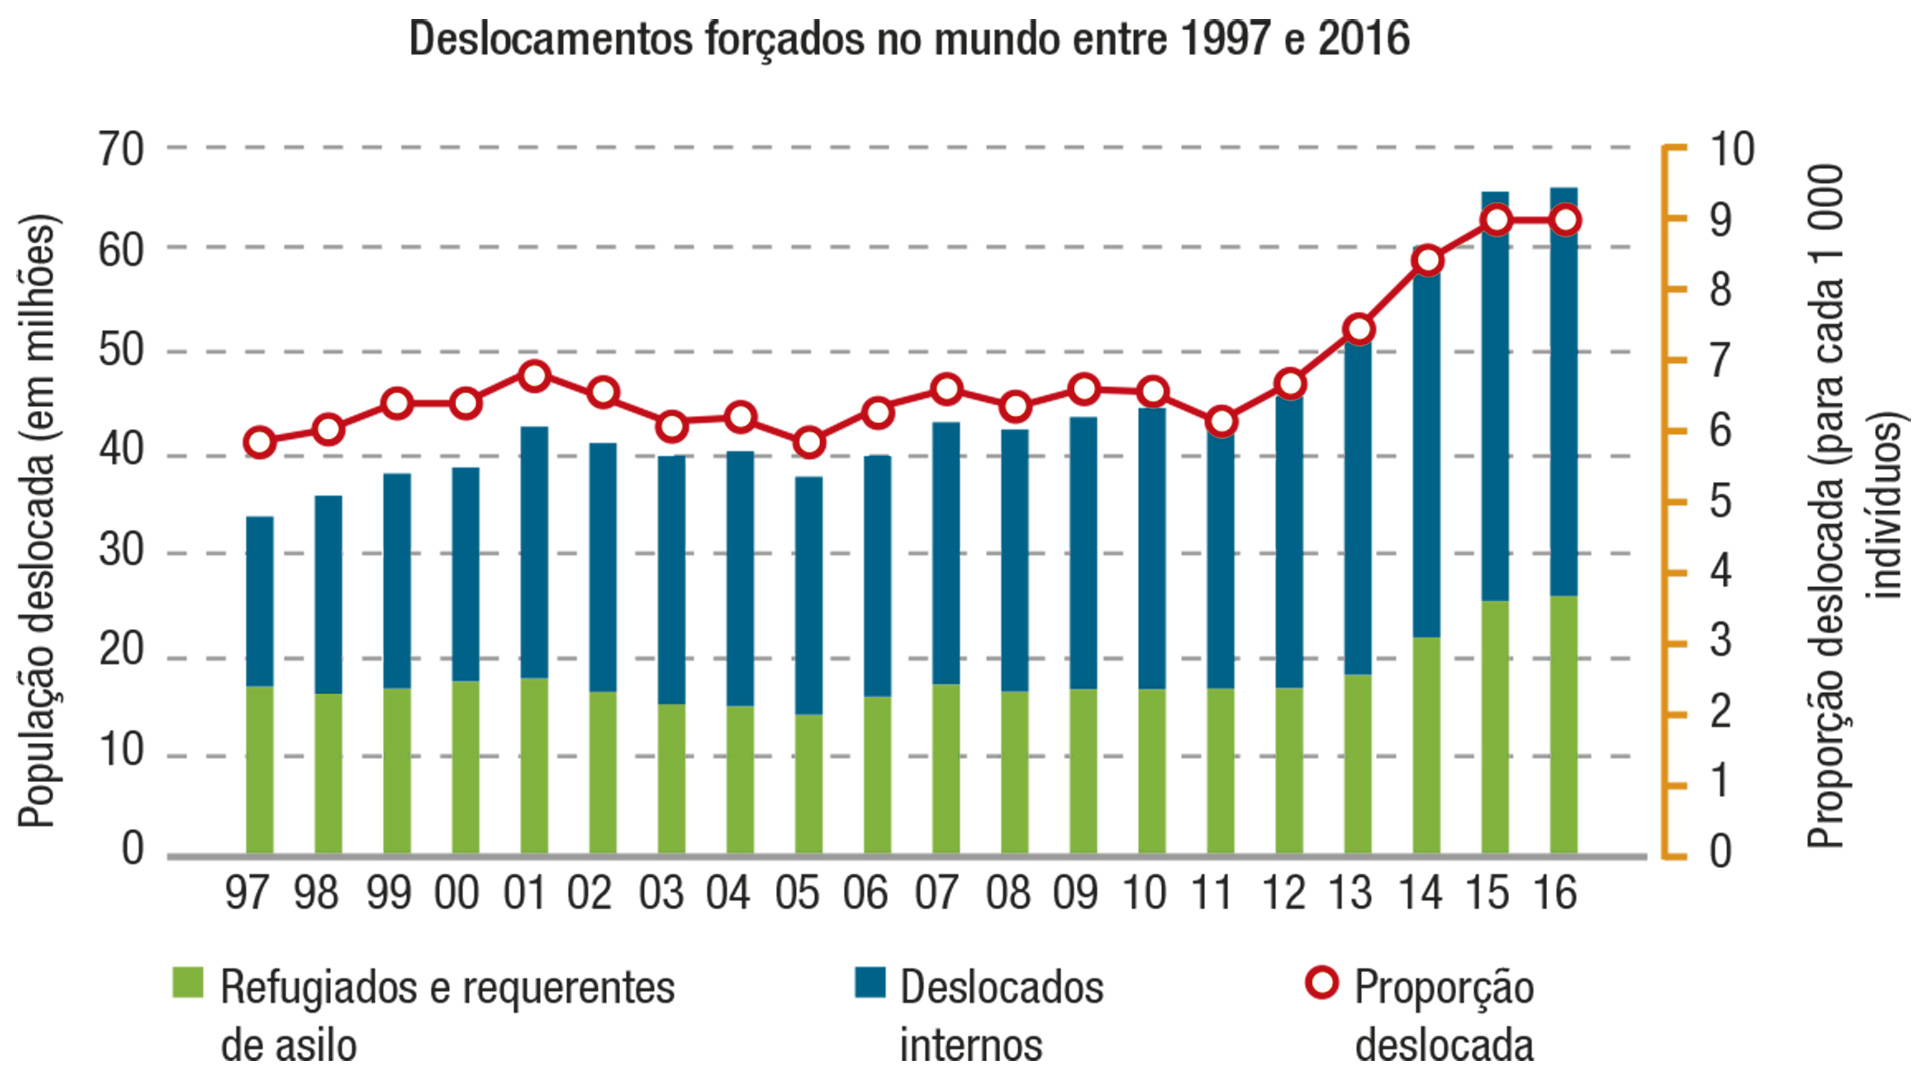 Deslocamentos forçados no mundo entre 1997 e 2016
População deslocada (em milhões)
70
60
50
40
30
20
10
0
10
9
8
7
6
5
4
3
2
1
0
Proporção deslocada (para cada 1 000
indivíduos)
97 98 99 00 01 02 03 04 05 06 07 08 09 10 11 12 13 14 15 16
Refugiados e requerentes
de asilo
Deslocados
internos
Proporção
deslocada